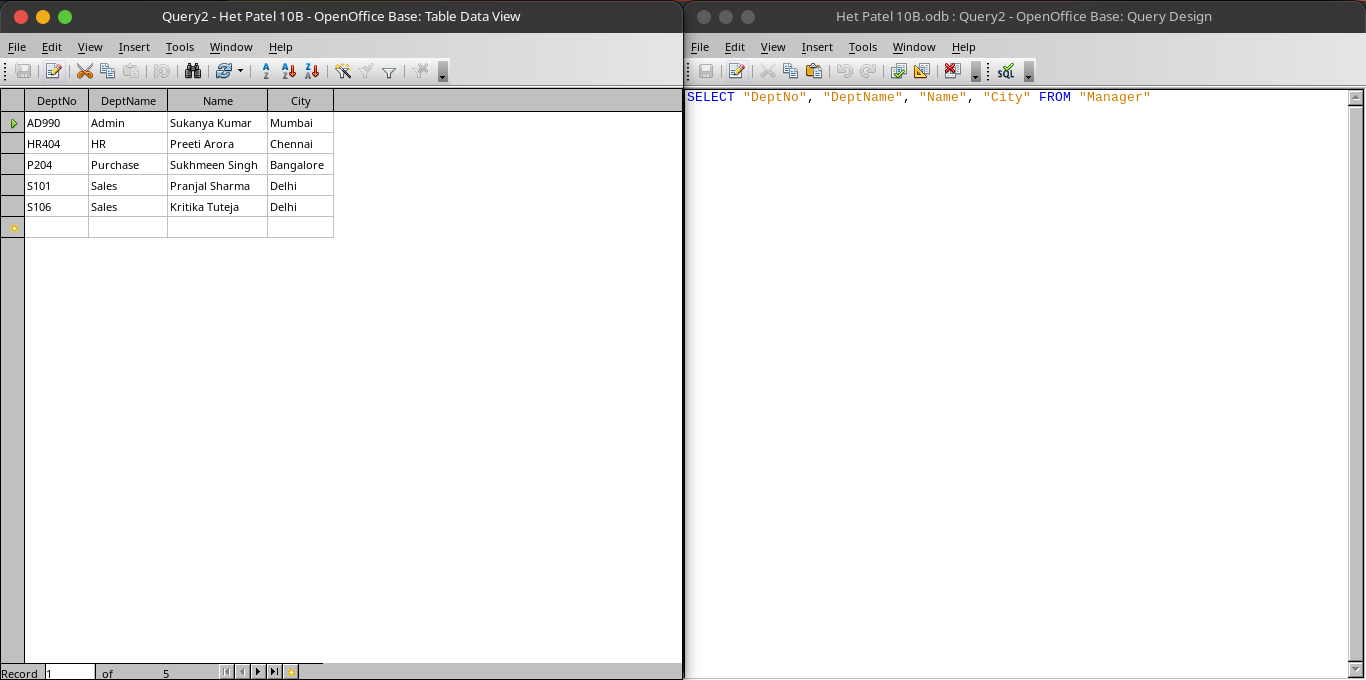 Query2 - Het Patel 10B - OpenOffice Base: Table Data View
File Edit View Insert Tools Window Help
DeptNo DeptName Name City
AD990 Admin Sukanya Kumar Mumbai
HR404 HR Preeti Arora Chennai
P204 Purchase Sukhmeen Singh Bangalore
S101 Sales Pranjal Sharma Delhi
S106 Sales Kritika Tuteja Delhi
Record 1 of 5
Het Patel 10B.odb : Query2 - OpenOffice Base: Query Design
File Edit View Insert Tools Window Help
SQL
SELECT "DeptNo", "DeptName", "Name", "City" FROM "Manager"